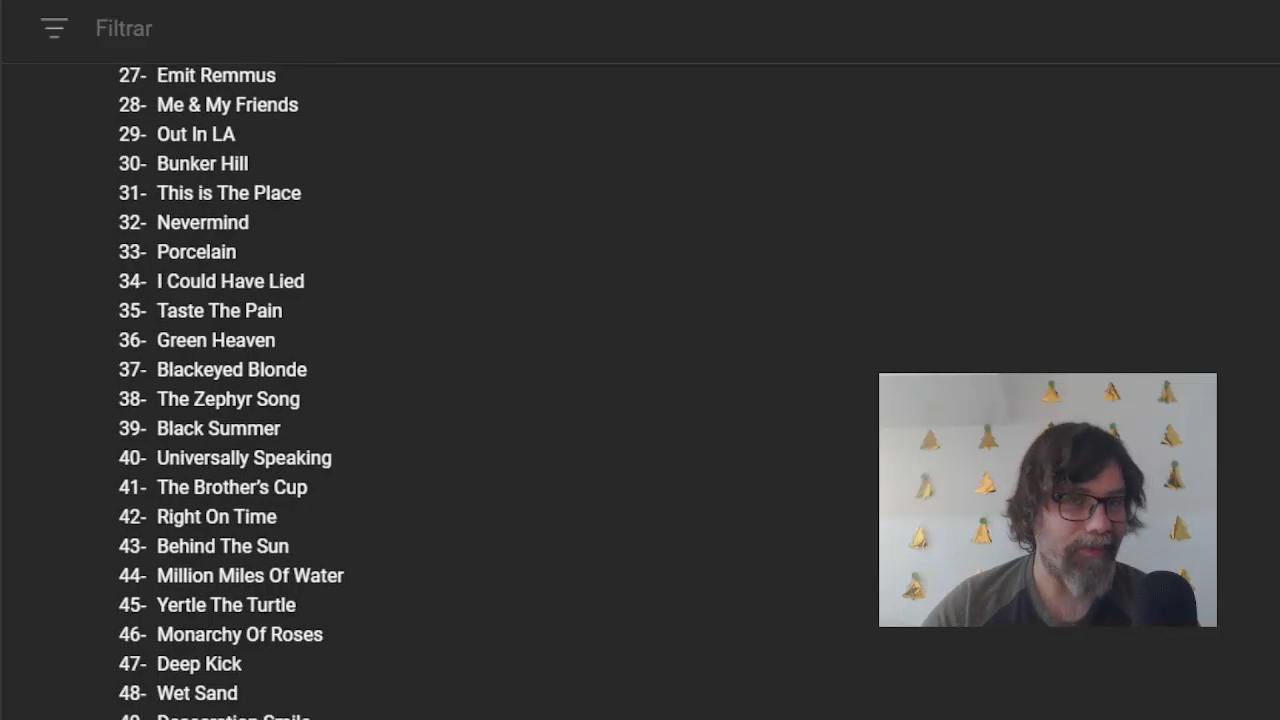 Filtrar
27- Emit Remmus
28- Me & My Friends
29- Out In LA
30- Bunker Hill
31- This is The Place
32- Nevermind
33- Porcelain
34- I Could Have Lied
35- Taste The Pain
36- Green Heaven
37- Blackeyed Blonde
38- The Zephyr Song
39- Black Summer
40- Universally Speaking
41- The Brother’s Cup
42- Right On Time
43- Behind The Sun
44- Million Miles Of Water
45- Yertle The Turtle
46- Monarchy Of Roses
47- Deep Kick
48- Wet Sand